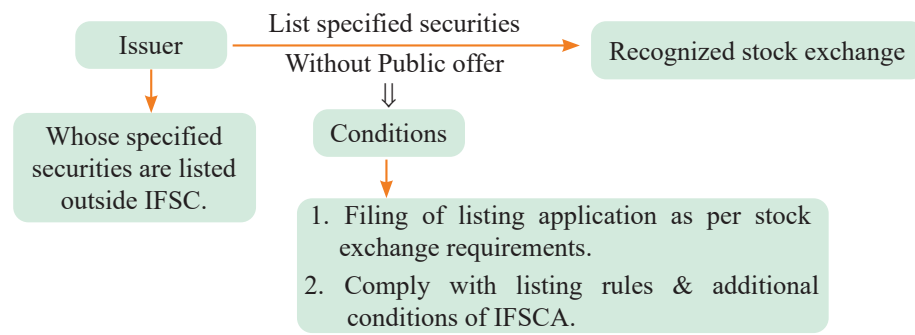 List specified securities
Issuer
Recognized stock exchange
Without Public offer
Whose specified
securities are listed
outside IFSC.
Conditions
1. Filing of listing application as per stock
exchange requirements.
2. Comply with listing rules & additional
conditions of IFSCA.